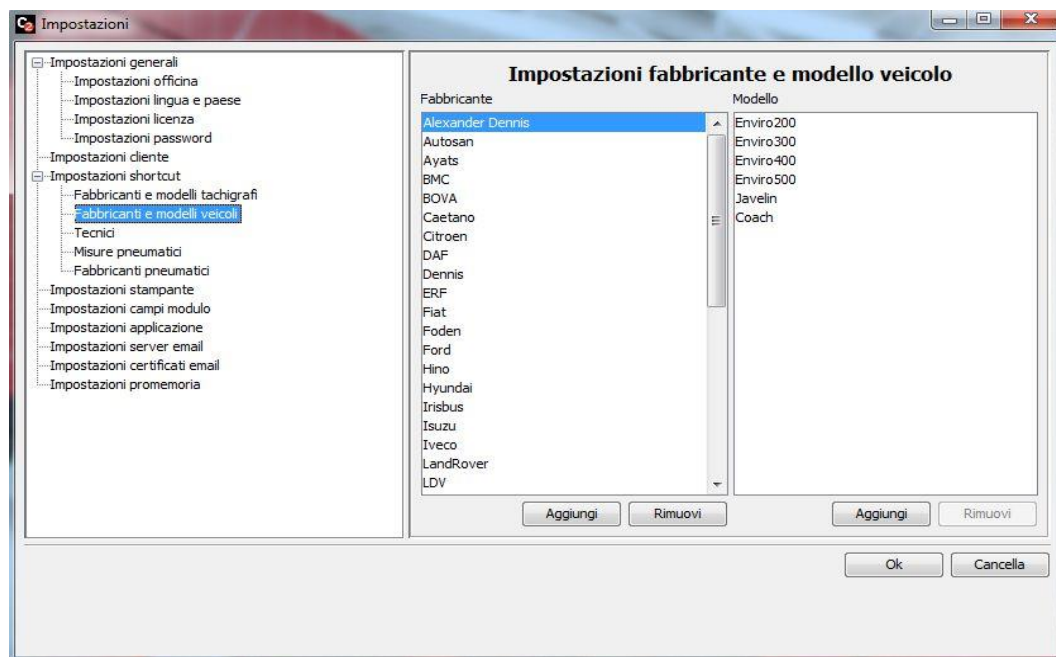 Impostazioni
Impostazioni generali
Impostazioni officina
Impostazioni lingua e paese
Impostazioni licenza
Impostazioni password
Impostazioni cliente
Impostazioni shortcut
Fabbricanti e modelli tachigrafi
Fabbricanti e modelli veicoli
Tecnici
Misure pneumatici
Fabbricanti pneumatici
Impostazioni stampante
Impostazioni campi modulo
Impostazioni applicazione
Impostazioni server email
Impostazioni certificati email
Impostazioni promemoria
Impostazioni fabbricante e modello veicolo
Fabbricante
Alexander Dennis
Autosan
Ayats
BMC
BOVA
Caetano
Citroen
DAF
Dennis
ERF
Fiat
Foden
Ford
Hino
Hyundai
Irisbus
Isuzu
Iveco
LandRover
LDV
Aggiungi Rimuovi
Modello
Enviro200
Enviro300
Enviro400
Enviro500
Javelin
Coach
Aggiungi Rimuovi
Ok Cancella